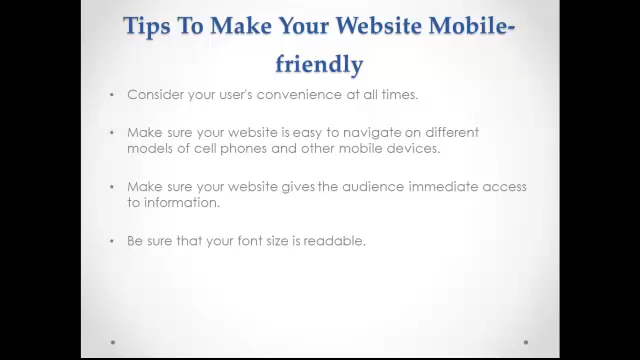 Tips To Make Your Website Mobile-
friendly
• Consider your user's convenience at all times.
• Make sure your website is easy to navigate on different
models of cell phones and other mobile devices.
• Make sure your website gives the audience immediate access
to information.
• Be sure that your font size is readable.